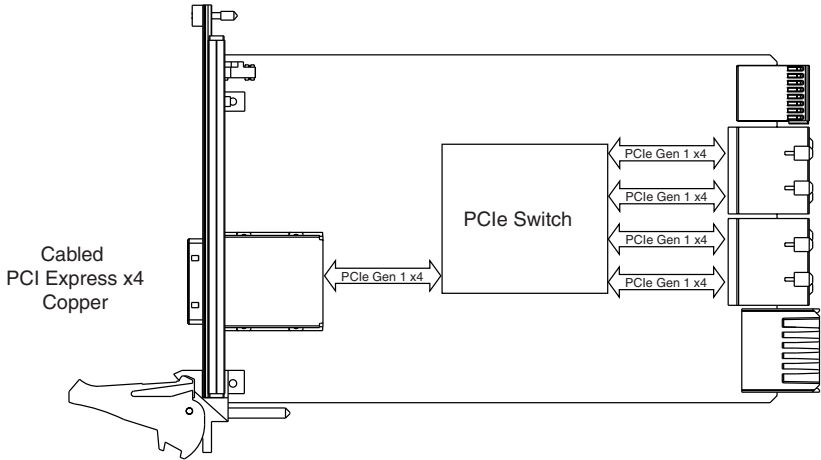 PCIe Gen 1 x4
PCIe Gen 1 x4
PCIe Switch
PCIe Gen 1 x4
Cabled
PCI Express x4
Copper
PCIe Gen 1 x4
PCIe Gen 1 x4